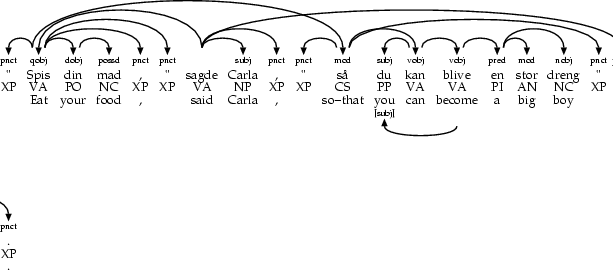 pnct qobj dobj possd pnct pnct subj pnct pnct mod subj vobj vobj pred mod nobj pnct
" Spis din mad , " sagde Carla , " så du kan blive en stor dreng "
XP VA PO NC XP XP VA NP XP XP CS PP VA VA PI AN NC XP
Eat your food , said Carla , so-that you can become a big boy
[subj]
pnct
.
XP
.